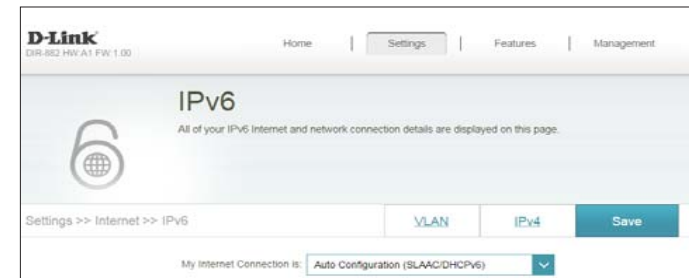 D-Link
DIR-882 HW:A1 FW:1.00
Home | Settings | Features | Management
IPv6
All of your IPv6 Internet and network connection details are displayed on this page.
Settings >> Internet >> IPv6
VLAN
IPv4
Save
My Internet Connection is: Auto Configuration (SLAAC/DHCPv6)